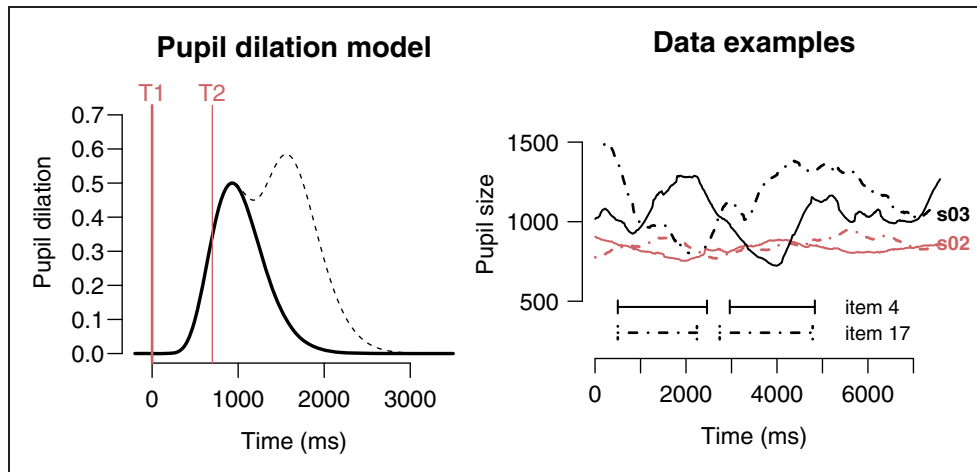 Pupil dilation model
T1 T2
0.7
0.6
0.5
0.4
0.3
0.2
0.1
0.0
Pupil dilation
0 1000 2000 3000
Time (ms)
Data examples
1500
1000
500
Pupil size
s03
s02
item 4
item 17
0 2000 4000 6000
Time (ms)